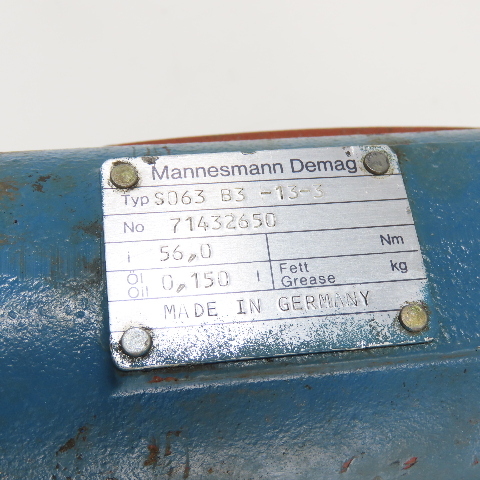 Mannesmann Demag
Typ S063 B3 -13-3
No 71432650
i 56,0 Nm
Öl Oil 0,150 l Fett Grease kg
MADE IN GERMANY